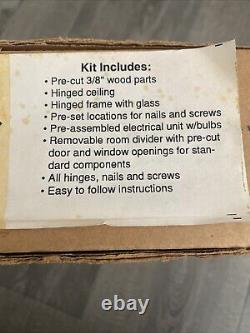 Kit Includes:
• Pre-cut 3/8" wood parts
• Hinged ceiling
• Hinged frame with glass
• Pre-set locations for nails and screws
• Pre-assembled electrical unit w/bulbs
• Removable room divider with pre-cut
door and window openings for stan-
dard components
• All hinges, nails and screws
• Easy to follow instructions
ebay